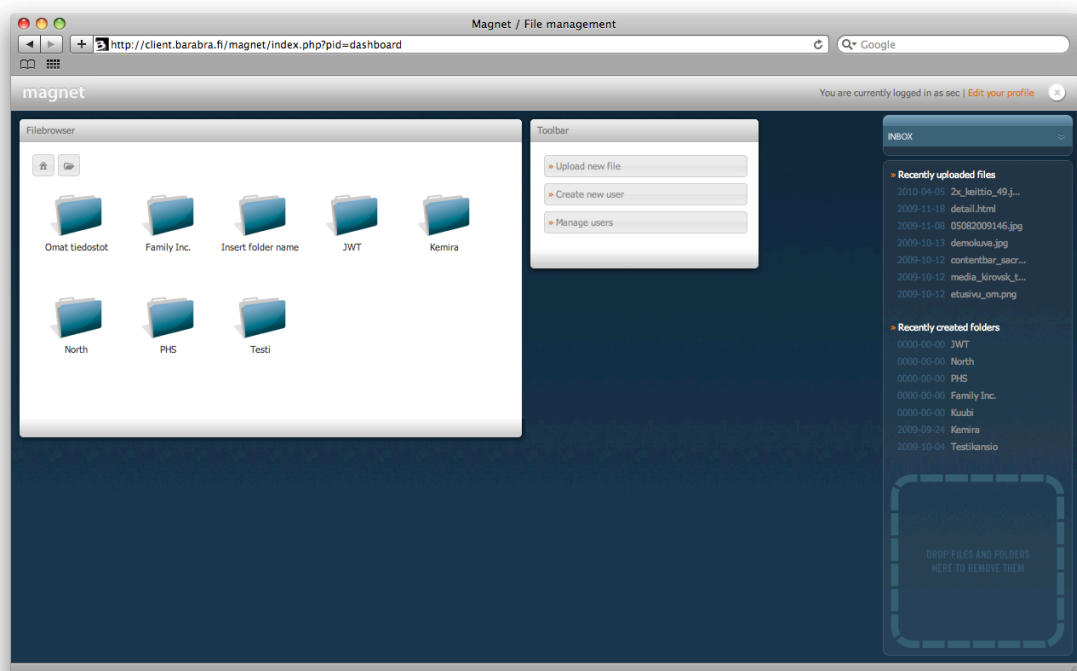 Magnet / File management
http://client.barabra.fi/magnet/index.php?pid=dashboard
Google
magnet
You are currently logged in as sec | Edit your profile
Filebrowser
Omat tiedostot
Family Inc.
Insert folder name
JWT
Kemira
North
PHS
Testi
Toolbar
» Upload new file
» Create new user
» Manage users
INBOX
» Recently uploaded files
2010-04-05 2x_keittio_49.j...
2009-11-18 detail.html
2009-11-08 05082009146.jpg
2009-10-13 demokuva.jpg
2009-10-12 contentbar_sacr...
2009-10-12 media_kirovsk_t...
2009-10-12 etusivu_om.png
» Recently created folders
0000-00-00 JWT
0000-00-00 North
0000-00-00 PHS
0000-00-00 Family Inc.
0000-00-00 Kuubi
2009-09-24 Kemira
2009-10-04 Testikansio
DROP FILES AND FOLDERS
HERE TO REMOVE THEM